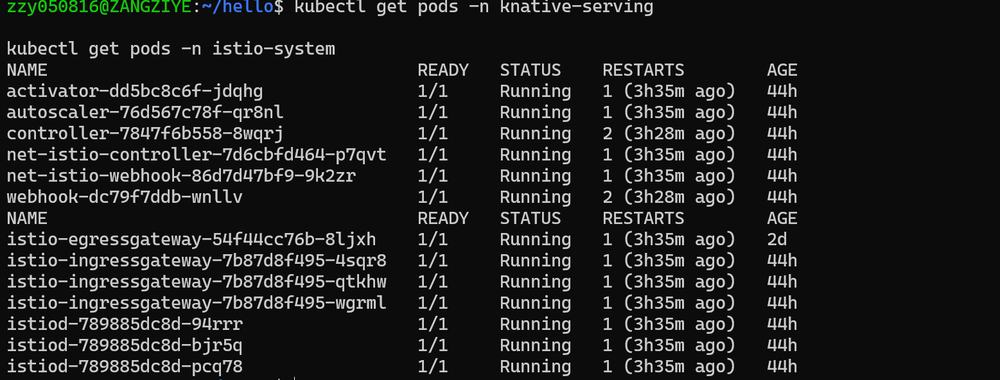 zzy050816@ZANGZIYE:~/hello$ kubectl get pods -n knative-serving
kubectl get pods -n istio-system
NAME READY STATUS RESTARTS AGE
activator-dd5bc8c6f-jdqhg 1/1 Running 1 (3h35m ago) 44h
autoscaler-76d567c78f-qr8nl 1/1 Running 1 (3h35m ago) 44h
controller-7847f6b558-8wqrj 1/1 Running 2 (3h28m ago) 44h
net-istio-controller-7d6cbfd464-p7qvt 1/1 Running 1 (3h35m ago) 44h
net-istio-webhook-86d7d47bf9-9k2zr 1/1 Running 1 (3h35m ago) 44h
webhook-dc79f7ddb-wnllv 1/1 Running 2 (3h28m ago) 44h
NAME READY STATUS RESTARTS AGE
istio-egressgateway-54f44cc76b-8ljxh 1/1 Running 1 (3h35m ago) 2d
istio-ingressgateway-7b87d8f495-4sqr8 1/1 Running 1 (3h35m ago) 44h
istio-ingressgateway-7b87d8f495-qtkhw 1/1 Running 1 (3h35m ago) 44h
istio-ingressgateway-7b87d8f495-wgrml 1/1 Running 1 (3h35m ago) 44h
istiod-789885dc8d-94rrr 1/1 Running 1 (3h35m ago) 44h
istiod-789885dc8d-bjr5q 1/1 Running 1 (3h35m ago) 44h
istiod-789885dc8d-pcq78 1/1 Running 1 (3h35m ago) 44h